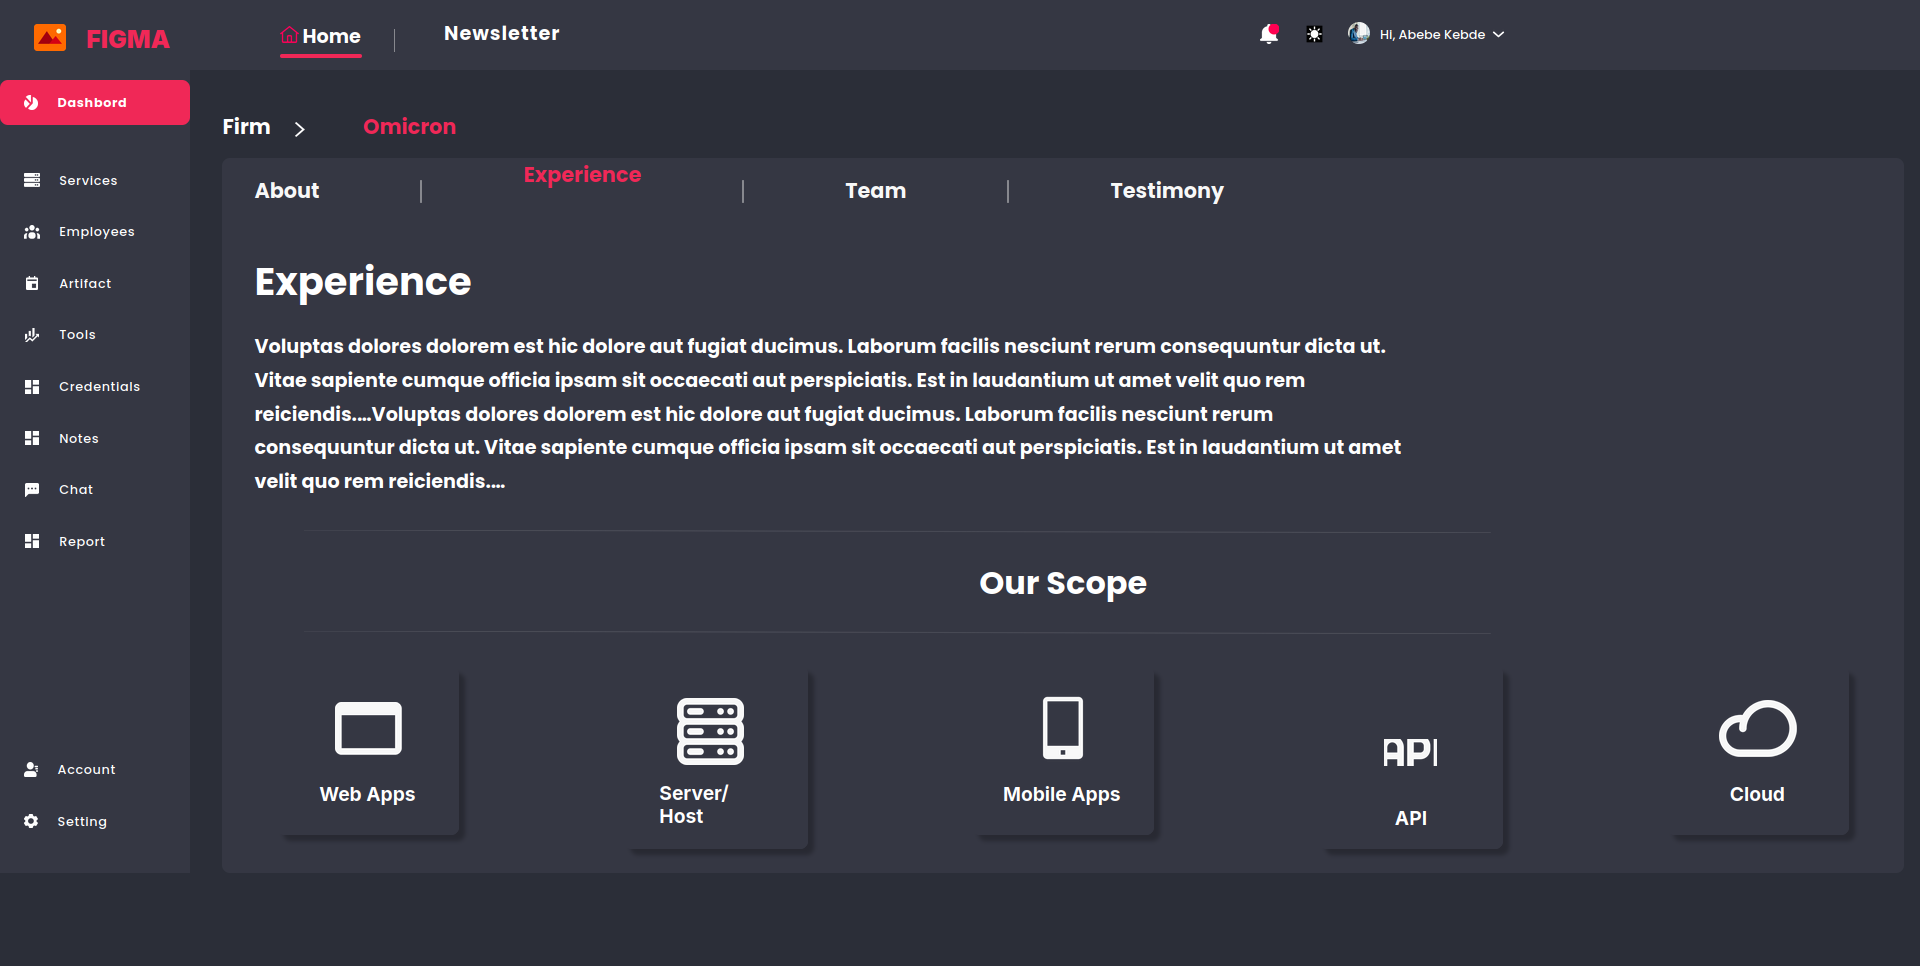 FIGMA
Home
Newsletter
HI, Abebe Kebde
Dashbord
Services
Employees
Artifact
Tools
Credentials
Notes
Chat
Report
Account
Setting
Firm > Omicron
About
Experience
Team
Testimony
Experience
Voluptas dolores dolorem est hic dolore aut fugiat ducimus. Laborum facilis nesciunt rerum consequuntur dicta ut.
Vitae sapiente cumque officia ipsam sit occaecati aut perspiciatis. Est in laudantium ut amet velit quo rem
reiciendis....Voluptas dolores dolorem est hic dolore aut fugiat ducimus. Laborum facilis nesciunt rerum
consequuntur dicta ut. Vitae sapiente cumque officia ipsam sit occaecati aut perspiciatis. Est in laudantium ut amet
velit quo rem reiciendis....
Our Scope
Web Apps
Server/
Host
Mobile Apps
API
API
Cloud